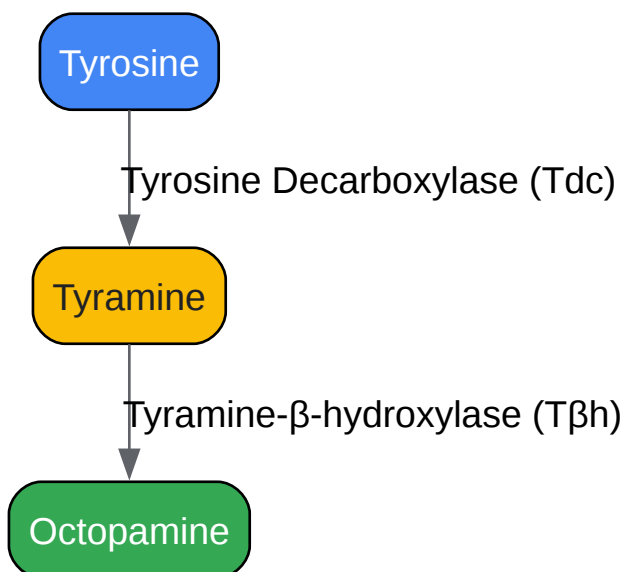 Tyrosine
Tyrosine Decarboxylase (Tdc)
Tyramine
Tyramine-β-hydroxylase (Tβh)
Octopamine